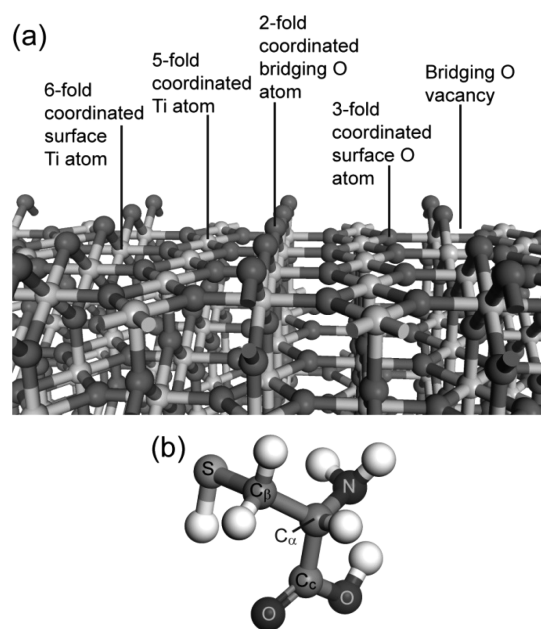 (a)
6-fold
coordinated
surface
Ti atom
5-fold
coordinated
Ti atom
2-fold
coordinated
bridging O
atom
3-fold
coordinated
surface O
atom
Bridging O
vacancy
(b)
S
Cβ
N
Cα
Cc
O
O